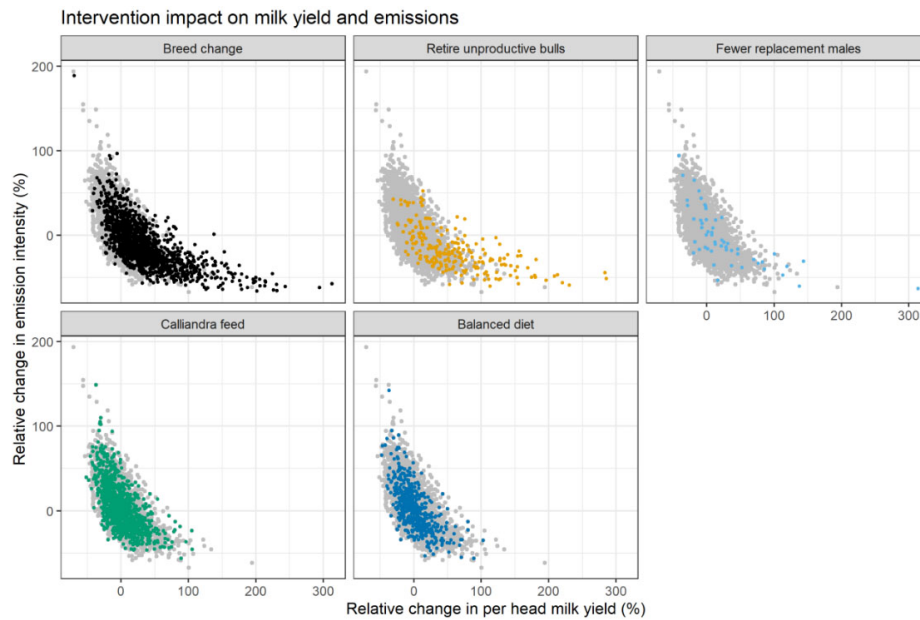 Intervention impact on milk yield and emissions
Breed change
Retire unproductive bulls
Fewer replacement males
200
100
0
0 100 200 300
Calliandra feed
Balanced diet
200
100
0
0 100 200 300
0 100 200 300
Relative change in emission intensity (%)
Relative change in per head milk yield (%)